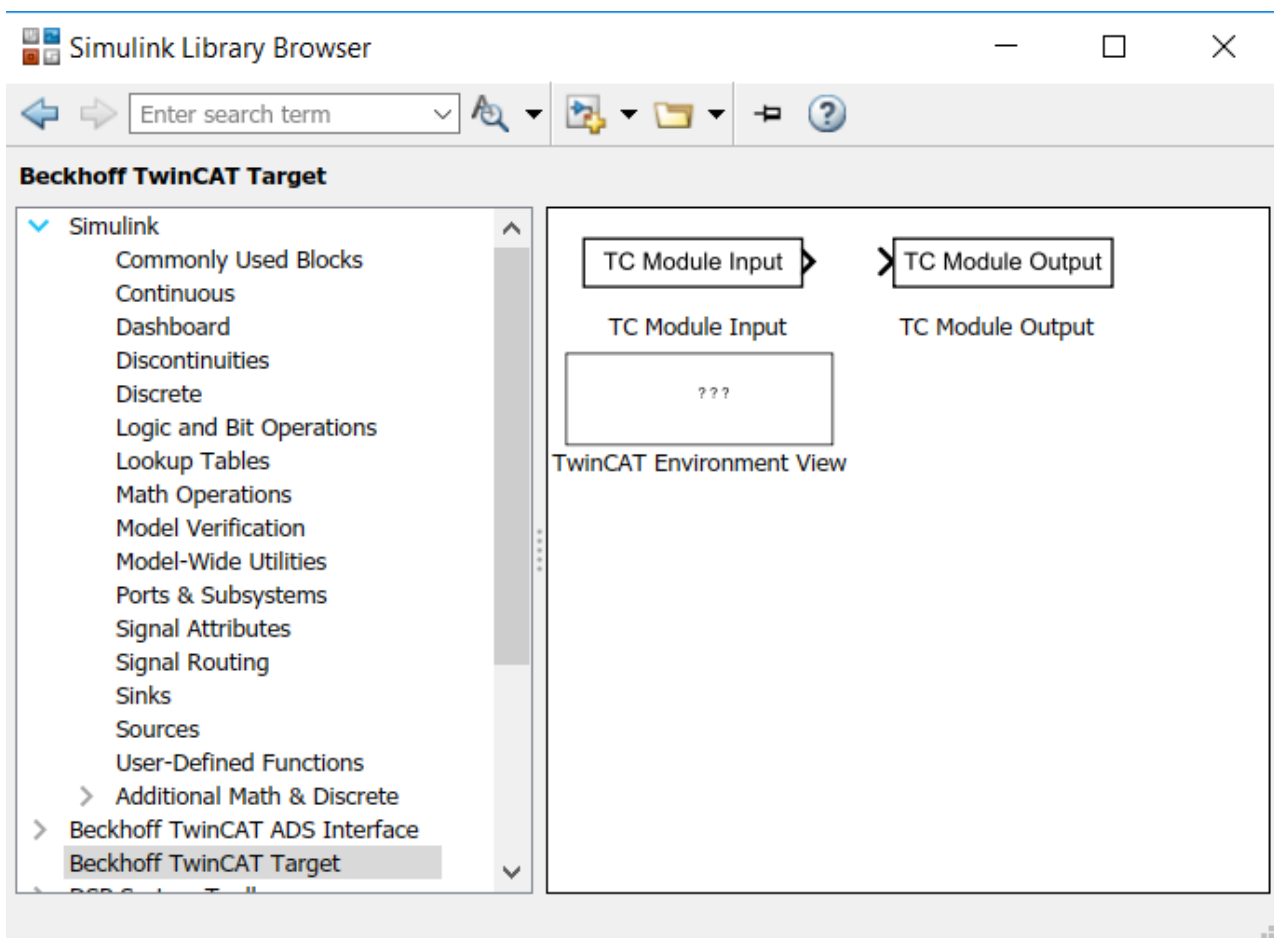 Simulink Library Browser
Enter search term
Beckhoff TwinCAT Target
Simulink
Commonly Used Blocks
Continuous
Dashboard
Discontinuities
Discrete
Logic and Bit Operations
Lookup Tables
Math Operations
Model Verification
Model-Wide Utilities
Ports & Subsystems
Signal Attributes
Signal Routing
Sinks
Sources
User-Defined Functions
Additional Math & Discrete
Beckhoff TwinCAT ADS Interface
Beckhoff TwinCAT Target
TC Module Input
TC Module Output
TC Module Input
TC Module Output
???
TwinCAT Environment View